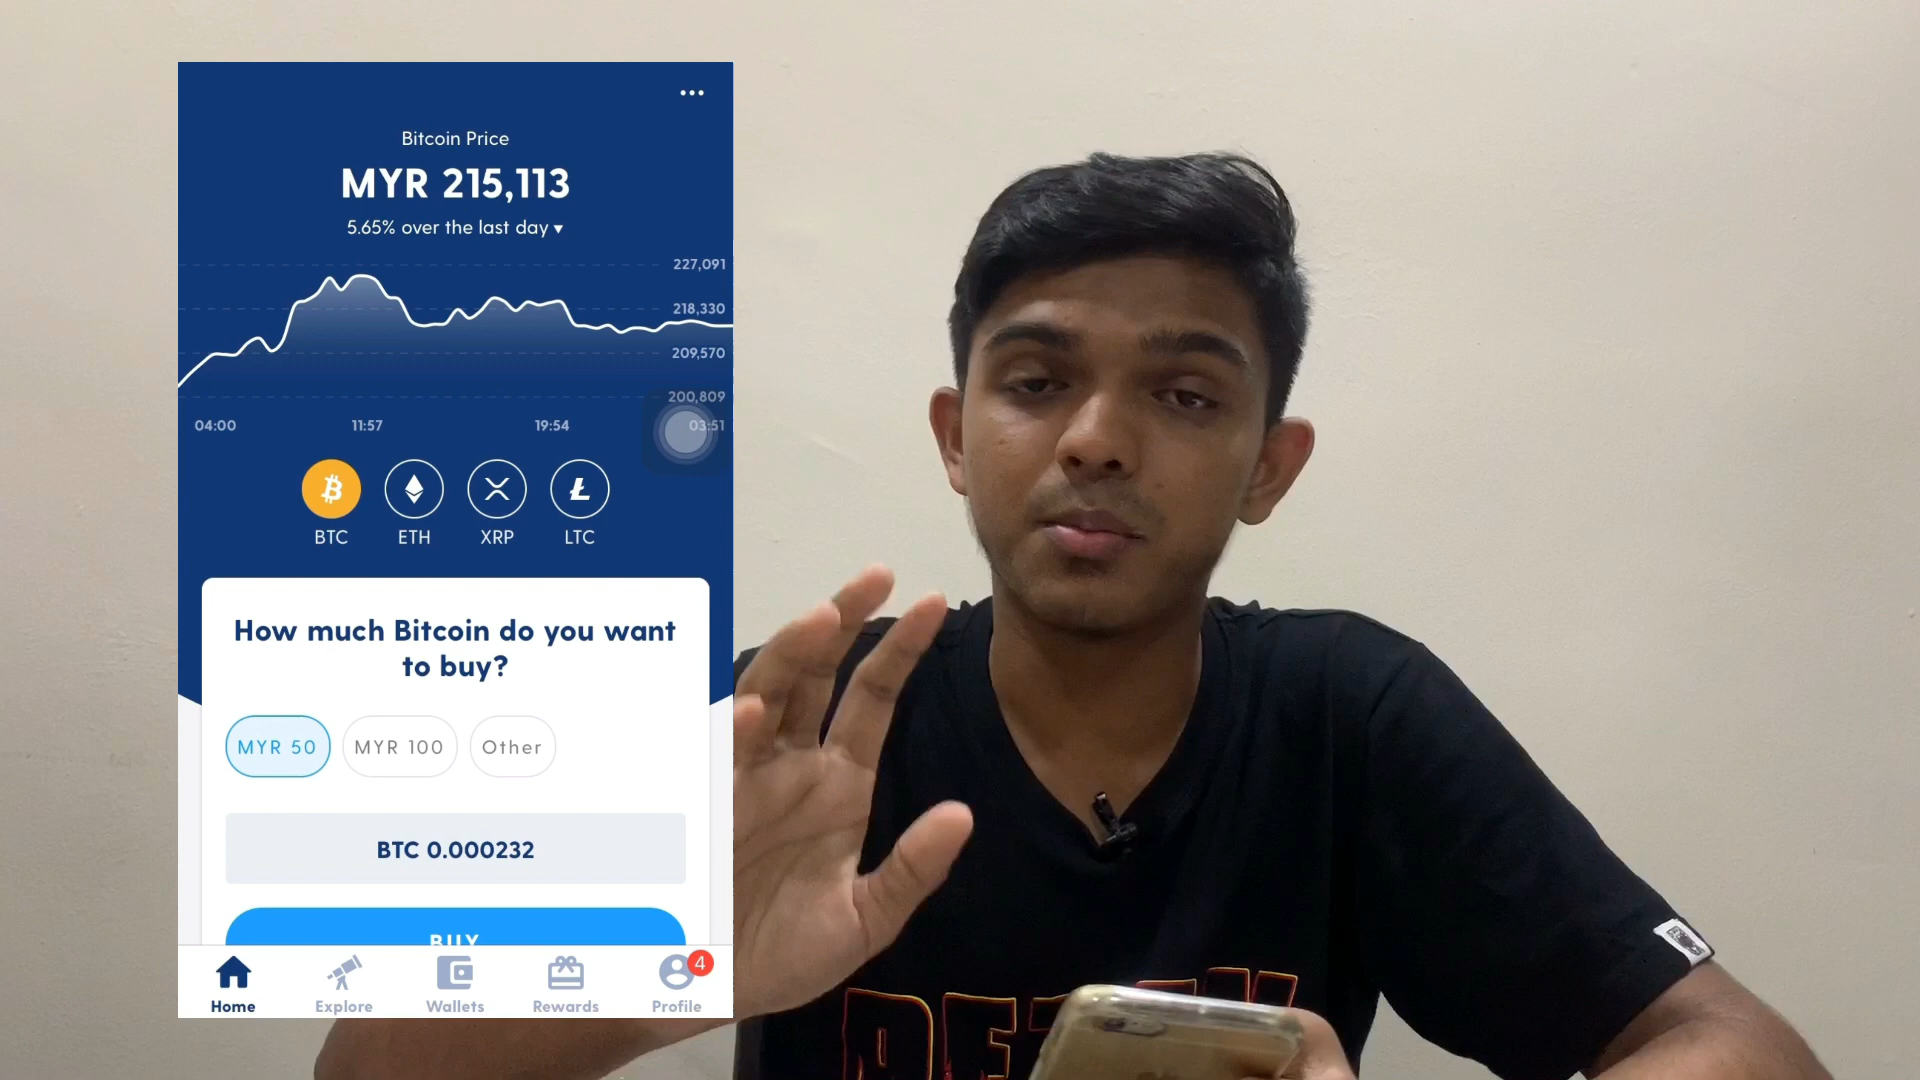 Bitcoin Price
MYR 215,113
5.65% over the last day ▾
227,091
218,330
209,570
200,809
04:00 11:57 19:54 03:51
BTC ETH XRP LTC
How much Bitcoin do you want
to buy?
MYR 50 MYR 100 Other
BTC 0.000232
BUY
4
Home Explore Wallets Rewards Profile